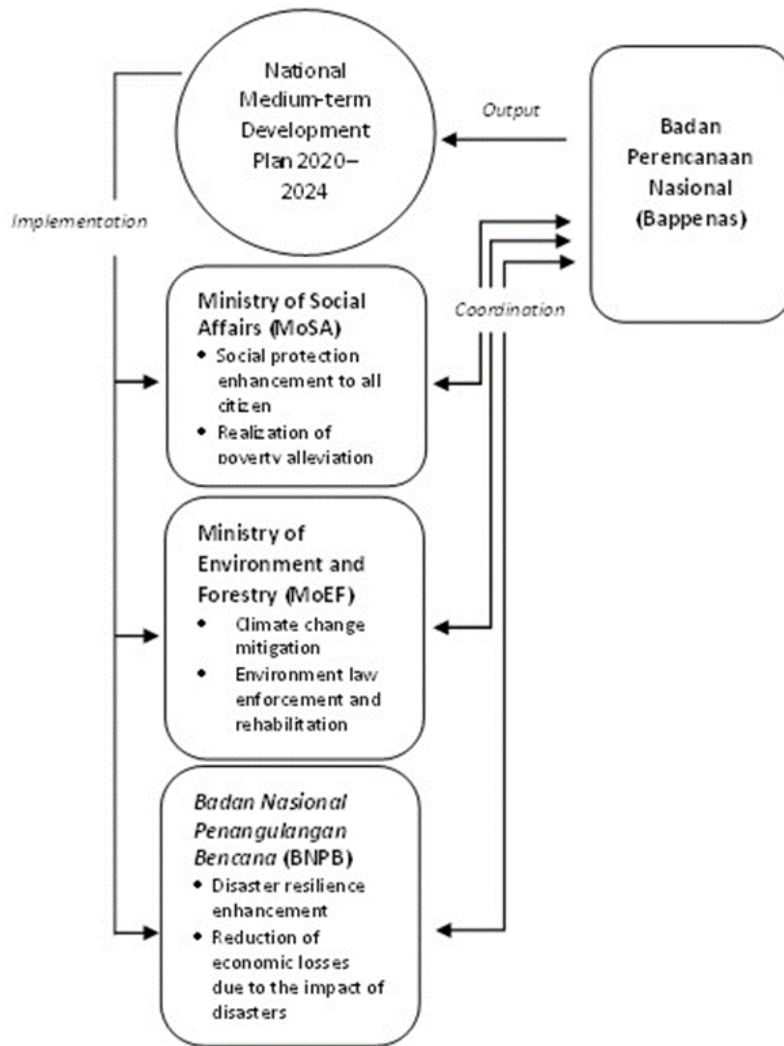 National
Medium-term
Development
Plan 2020–
2024
Output
Badan
Perencanaan
Nasional
(Bappenas)
Implementation
Coordination
Ministry of Social
Affairs (MoSA)
• Social protection
enhancement to all
citizen
• Realization of
poverty alleviation
Ministry of
Environment and
Forestry (MoEF)
• Climate change
mitigation
• Environment law
enforcement and
rehabilitation
Badan Nasional
Penangulangan
Bencana (BNPB)
• Disaster resilience
enhancement
• Reduction of
economic losses
due to the impact of
disasters